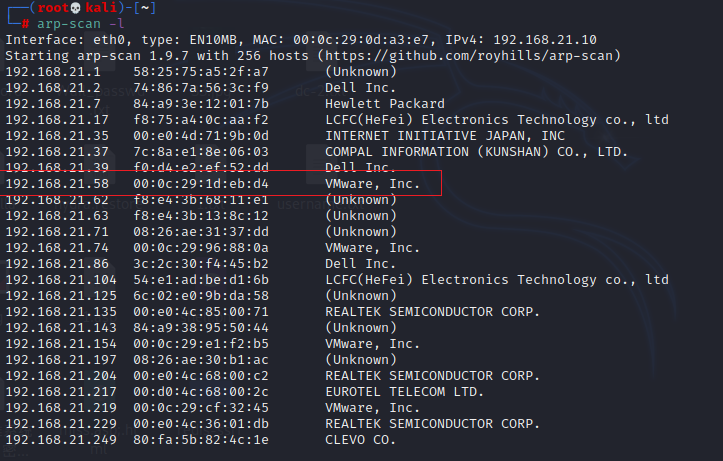 (root💀kali)-[~]
# arp-scan -l
Interface: eth0, type: EN10MB, MAC: 00:0c:29:0d:a3:e7, IPv4: 192.168.21.10
Starting arp-scan 1.9.7 with 256 hosts (https://github.com/royhills/arp-scan)
192.168.21.1 58:25:75:a5:2f:a7 (Unknown)
192.168.21.2 74:86:7a:56:3c:f9 Dell Inc.
192.168.21.7 84:a9:3e:12:01:7b Hewlett Packard
192.168.21.17 f8:75:a4:0c:aa:f2 LCFC(HeFei) Electronics Technology co., ltd
192.168.21.35 00:e0:4d:71:9b:0d INTERNET INITIATIVE JAPAN, INC
192.168.21.37 7c:8a:e1:8e:06:03 COMPAL INFORMATION (KUNSHAN) CO., LTD.
192.168.21.39 f0:d4:e2:ef:52:dd Dell Inc.
192.168.21.58 00:0c:29:1d:eb:d4 VMware, Inc.
192.168.21.62 f8:e4:3b:68:11:e1 (Unknown)
192.168.21.63 f8:e4:3b:13:8c:12 (Unknown)
192.168.21.71 08:26:ae:31:37:dd (Unknown)
192.168.21.74 00:0c:29:96:88:0a VMware, Inc.
192.168.21.86 3c:2c:30:f4:45:b2 Dell Inc.
192.168.21.104 54:e1:ad:be:d1:6b LCFC(HeFei) Electronics Technology co., ltd
192.168.21.125 6c:02:e0:9b:da:58 (Unknown)
192.168.21.135 00:e0:4c:85:00:71 REALTEK SEMICONDUCTOR CORP.
192.168.21.143 84:a9:38:95:50:44 (Unknown)
192.168.21.154 00:0c:29:e1:f2:b5 VMware, Inc.
192.168.21.197 08:26:ae:30:b1:ac (Unknown)
192.168.21.204 00:e0:4c:68:00:c2 REALTEK SEMICONDUCTOR CORP.
192.168.21.217 00:d0:4c:68:00:2c EUROTEL TELECOM LTD.
192.168.21.219 00:0c:29:cf:32:45 VMware, Inc.
192.168.21.229 00:e0:4c:36:01:db REALTEK SEMICONDUCTOR CORP.
192.168.21.249 80:fa:5b:82:4c:1e CLEVO CO.